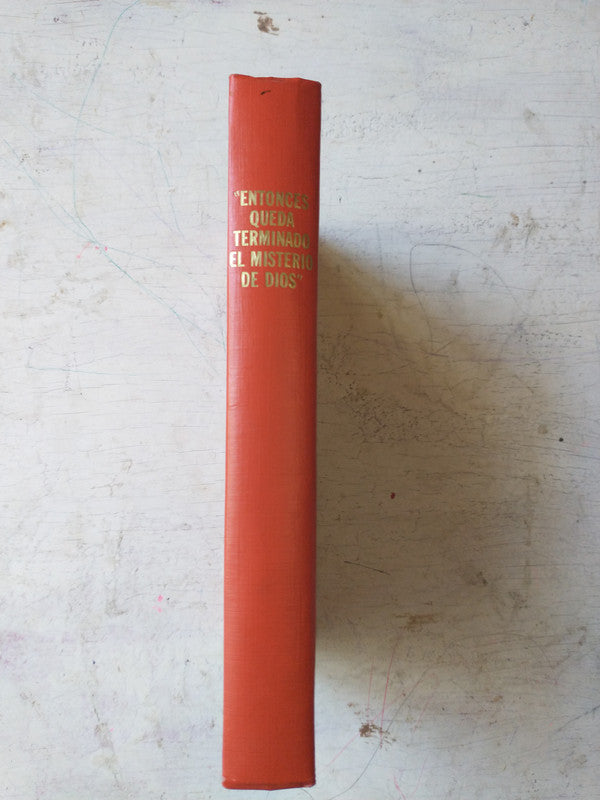 "ENTONCES
QUEDA
TERMINADO
EL MISTERIO
DE DIOS"